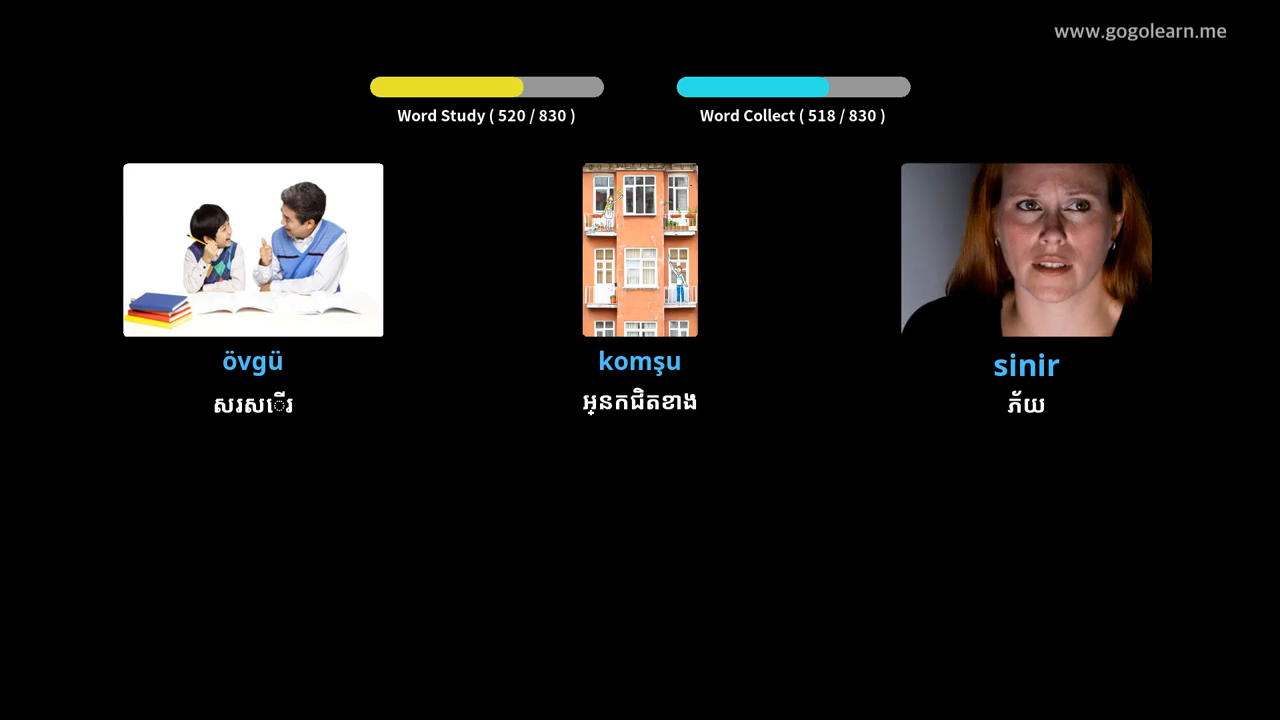 www.gogolearn.me
Word Study ( 520 / 830 )
Word Collect ( 518 / 830 )
övgü
សរសើរ
komşu
អ្នកជិតខាង
sinir
ភ័យ